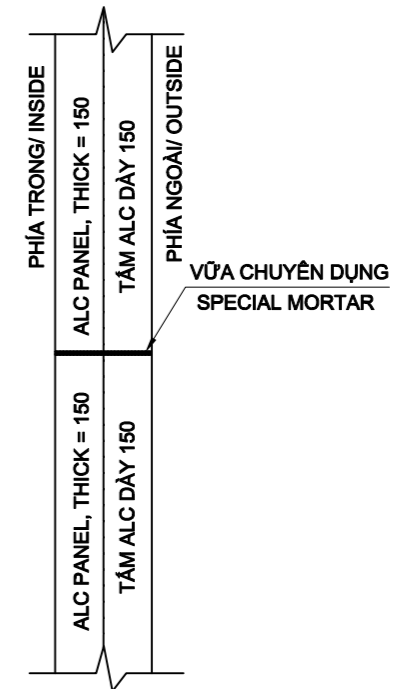 PHÍA TRONG/ INSIDE
ALC PANEL, THICK = 150
TẤM ALC DÀY 150
PHÍA NGOÀI/ OUTSIDE
VỮA CHUYÊN DỤNG
SPECIAL MORTAR
ALC PANEL, THICK = 150
TẤM ALC DÀY 150